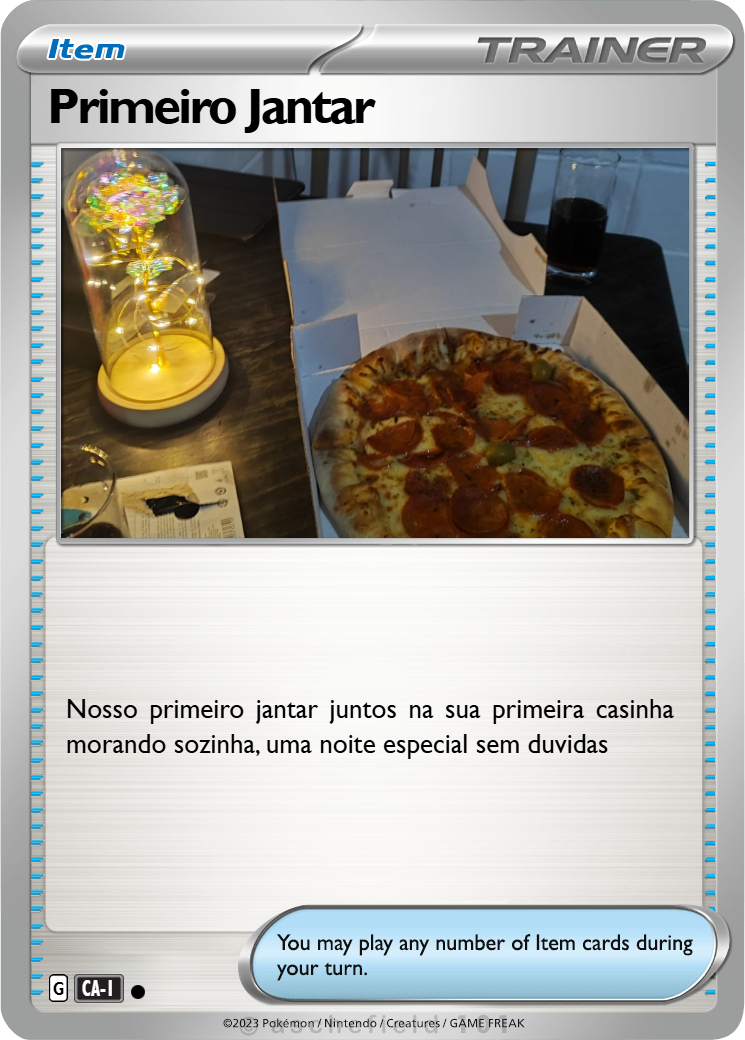 Item
TRAINER
Primeiro Jantar
Nosso primeiro jantar juntos na sua primeira casinha
morando sozinha, uma noite especial sem duvidas
You may play any number of Item cards during
your turn.
G CA-I
©2023 Pokémon / Nintendo / Creatures / GAME FREAK